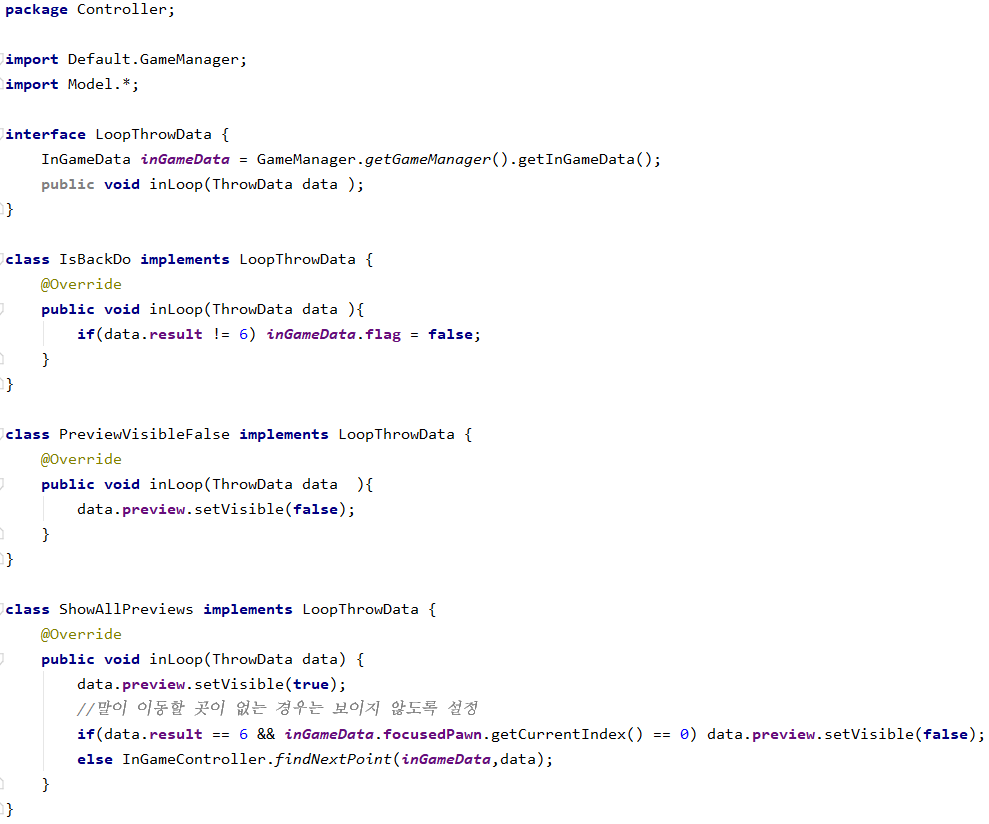 package Controller;
import Default.GameManager;
import Model.*;
interface LoopThrowData {
    InGameData inGameData = GameManager.getGameManager().getInGameData();
    public void inLoop(ThrowData data );
}
class IsBackDo implements LoopThrowData {
    @Override
    public void inLoop(ThrowData data ){
        if(data.result != 6) inGameData.flag = false;
    }
}
class PreviewVisibleFalse implements LoopThrowData {
    @Override
    public void inLoop(ThrowData data  ){
        data.preview.setVisible(false);
    }
}
class ShowAllPreviews implements LoopThrowData {
    @Override
    public void inLoop(ThrowData data) {
        data.preview.setVisible(true);
        //말이 이동할 곳이 없는 경우는 보이지 않도록 설정
        if(data.result == 6 && inGameData.focusedPawn.getCurrentIndex() == 0) data.preview.setVisible(false);
        else InGameController.findNextPoint(inGameData,data);
    }
}